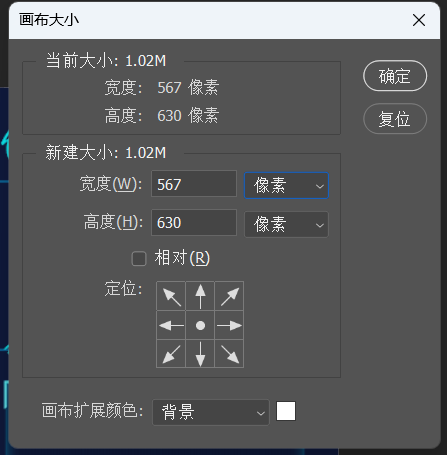 画布大小
当前大小: 1.02M
宽度: 567 像素
高度: 630 像素
确定
复位
新建大小: 1.02M
宽度(W): 567 像素
高度(H): 630 像素
相对(R)
定位:
画布扩展颜色: 背景